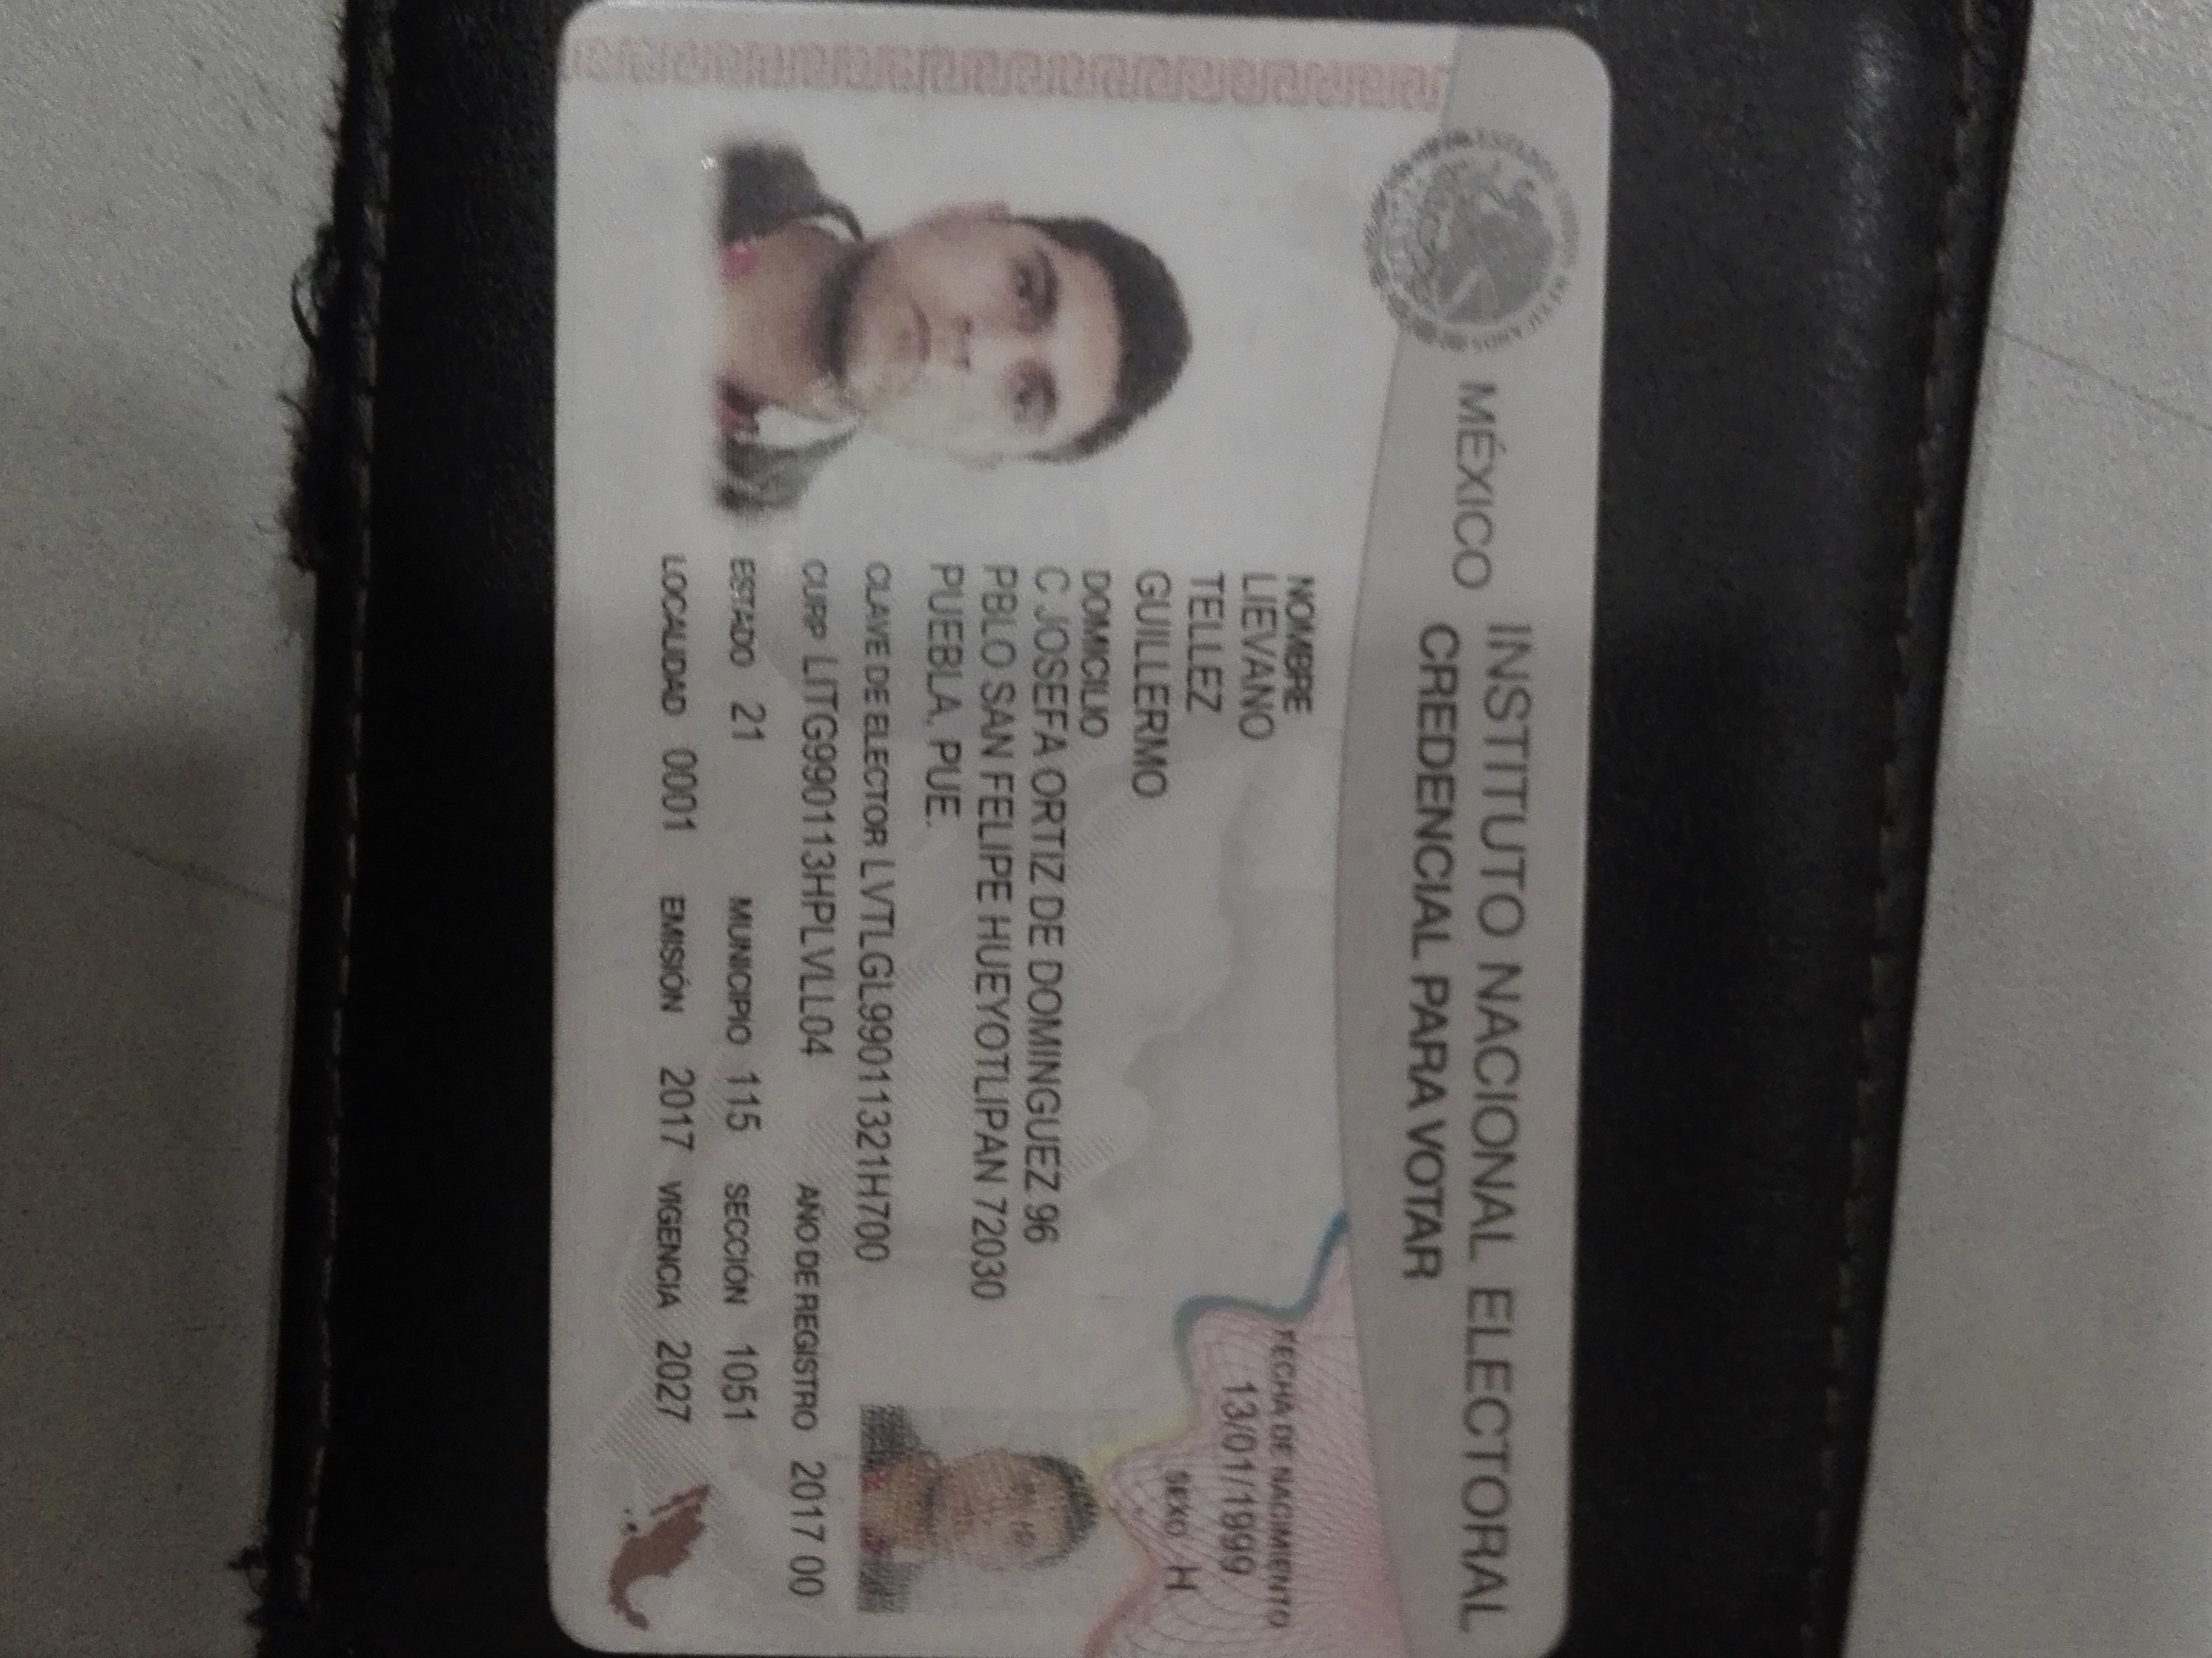 MÉXICO INSTITUTO NACIONAL ELECTORAL
CREDENCIAL PARA VOTAR
NOMBRE
LIEVANO
TELLEZ
GUILLERMO
FECHA DE NACIMIENTO
13/01/1999
SEXO H
DOMICILIO
C JOSEFA ORTIZ DE DOMINGUEZ 96
PBLO SAN FELIPE HUEYOTLIPAN 72030
PUEBLA, PUE.
CLAVE DE ELECTOR LVTLGL99011321H700
CURP LITG990113HPLVLL04 AÑO DE REGISTRO 2017 00
ESTADO 21 MUNICIPIO 115 SECCIÓN 1051
LOCALIDAD 0001 EMISIÓN 2017 VIGENCIA 2027